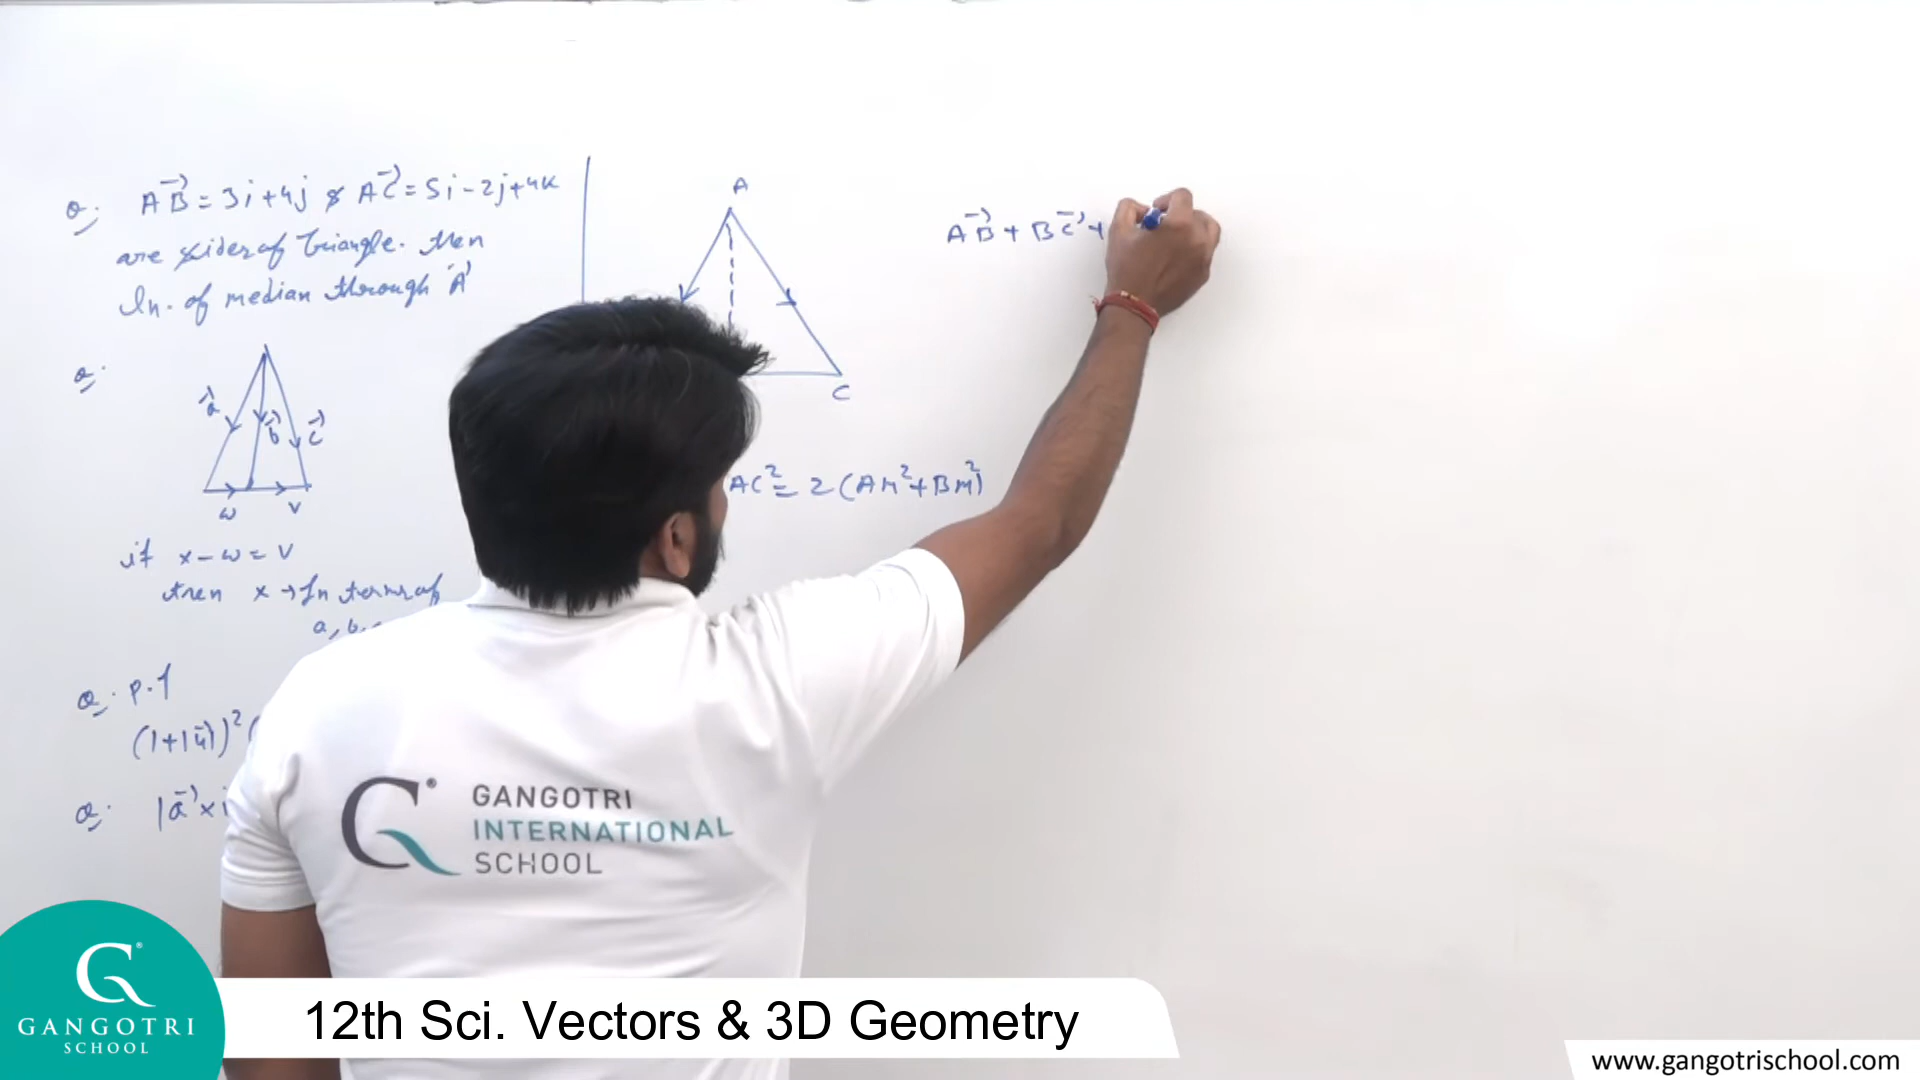 Q. AB = 3i+4j & AC = 5i-2j+4k
are sides of triangle. then
ln. of median through 'A'
Q.
a
b
c
w v
if x-w = v
then x → In terms of
a, b,
Q. P.T
(1+|u|)²(
Q. |a×i
A
C
AC² = 2(AM²+BM²)
AB + BC +
GANGOTRI
INTERNATIONAL
SCHOOL
GANGOTRI
SCHOOL
12th Sci. Vectors & 3D Geometry
www.gangotrischool.com